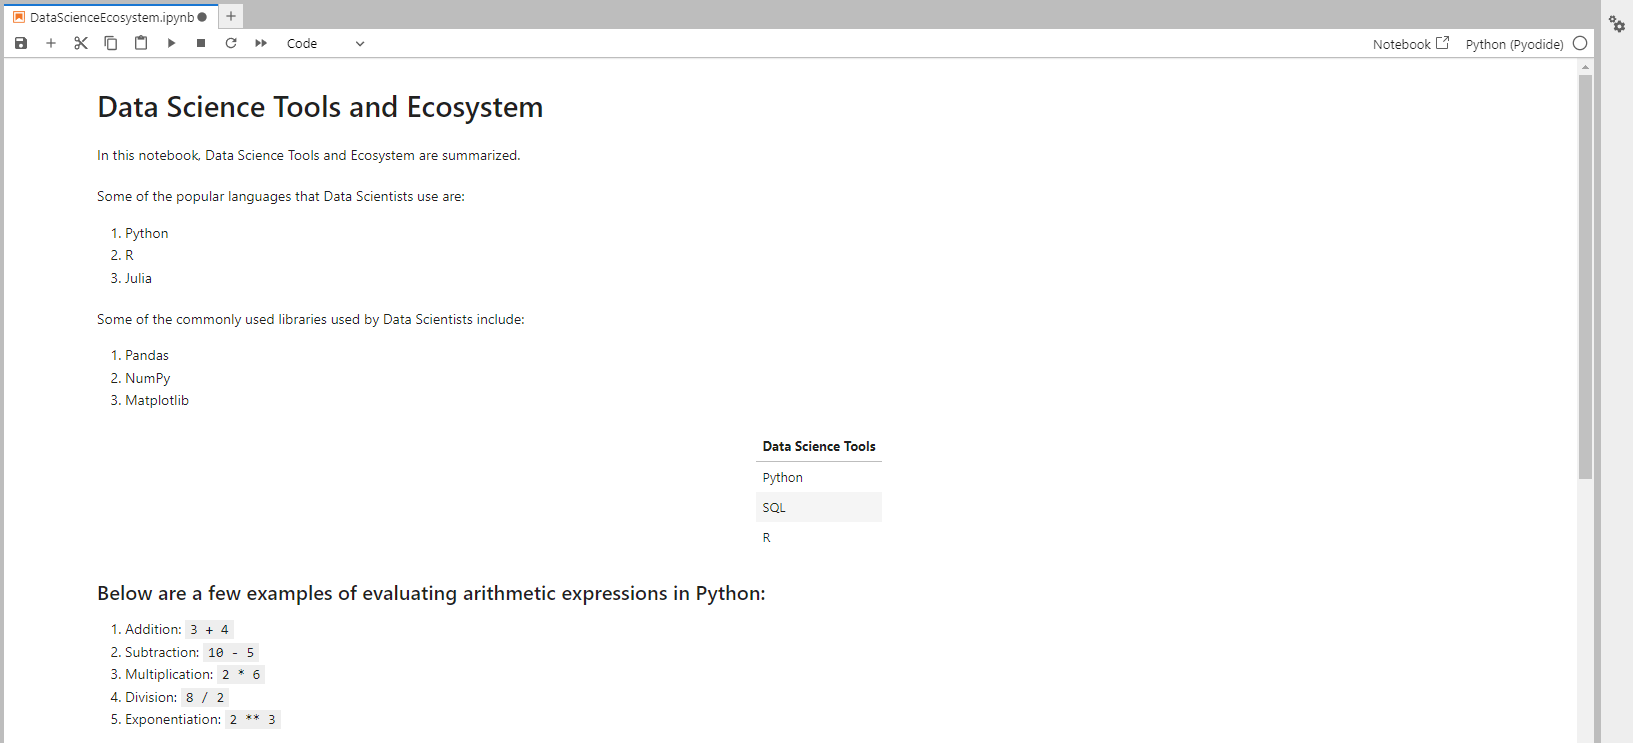 DataScienceEcosystem.ipynb
Code
Notebook
Python (Pyodide)
Data Science Tools and Ecosystem
In this notebook, Data Science Tools and Ecosystem are summarized.
Some of the popular languages that Data Scientists use are:
1. Python
2. R
3. Julia
Some of the commonly used libraries used by Data Scientists include:
1. Pandas
2. NumPy
3. Matplotlib
Data Science Tools
Python
SQL
R
Below are a few examples of evaluating arithmetic expressions in Python:
1. Addition: 3 + 4
2. Subtraction: 10 - 5
3. Multiplication: 2 * 6
4. Division: 8 / 2
5. Exponentiation: 2 ** 3